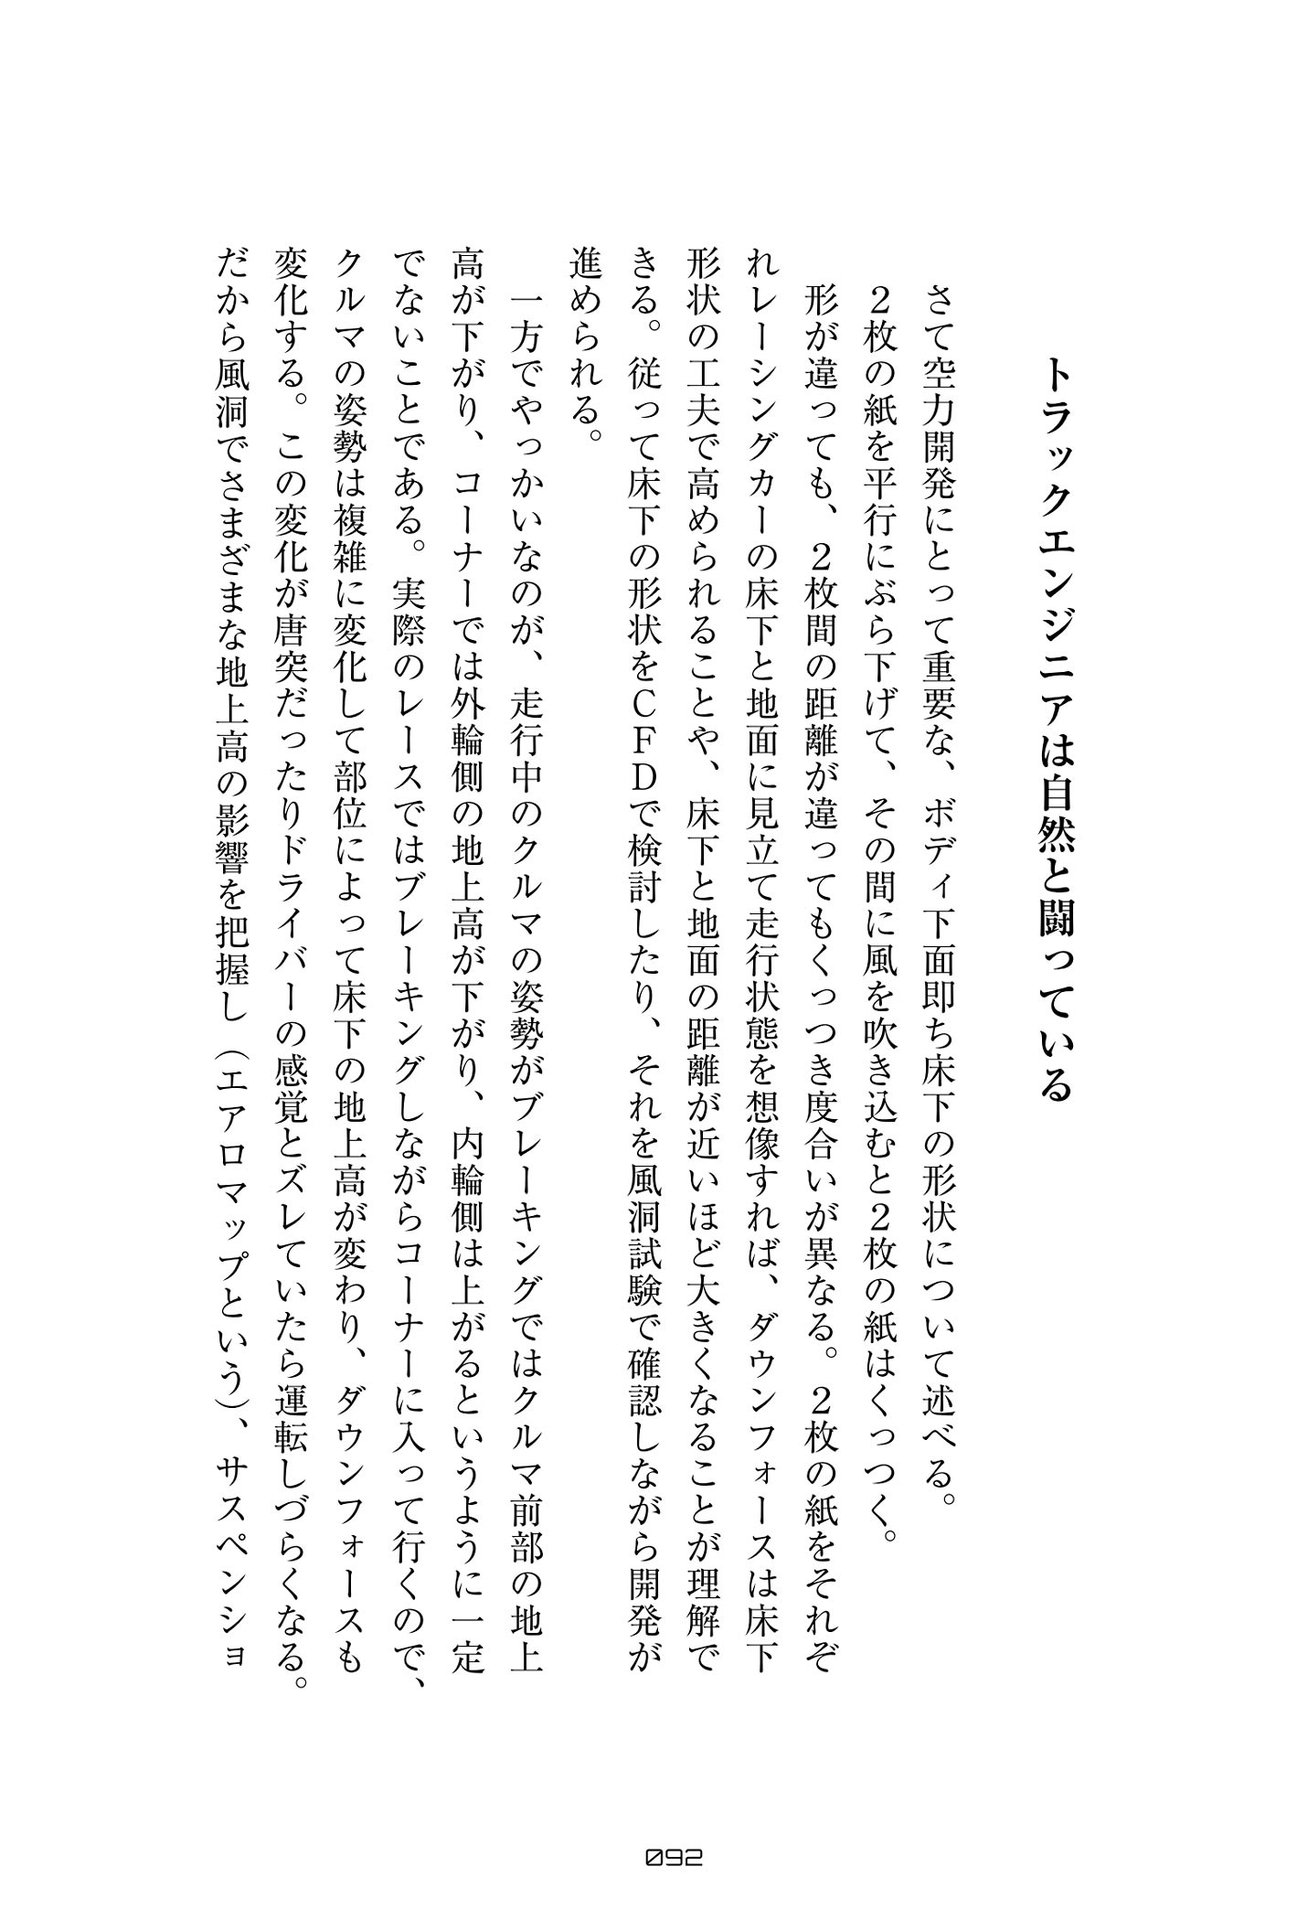 トラックエンジニアは自然と闘っている
さて空力開発にとって重要な、ボディ下面即ち床下の形状について述べる。
２枚の紙を平行にぶら下げて、その間に風を吹き込むと２枚の紙はくっつく。
形が違っても、２枚間の距離が違ってもくっつき度合いが異なる。２枚の紙をそれぞ
れレーシングカーの床下と地面に見立て走行状態を想像すれば、ダウンフォースは床下
形状の工夫で高められることや、床下と地面の距離が近いほど大きくなることが理解で
きる。従って床下の形状をＣＦＤで検討したり、それを風洞試験で確認しながら開発が
進められる。
一方でやっかいなのが、走行中のクルマの姿勢がブレーキングではクルマ前部の地上
高が下がり、コーナーでは外輪側の地上高が下がり、内輪側は上がるというように一定
でないことである。実際のレースではブレーキングしながらコーナーに入って行くので、
クルマの姿勢は複雑に変化して部位によって床下の地上高が変わり、ダウンフォースも
変化する。この変化が唐突だったりドライバーの感覚とズレていたら運転しづらくなる。
だから風洞でさまざまな地上高の影響を把握し（エアロマップという）、サスペンショ
092